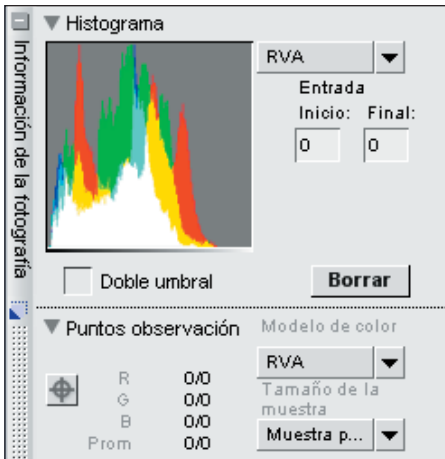 Información de la fotografía
Histograma
RVA
Entrada
Inicio: Final:
0 0
Doble umbral
Borrar
Puntos observación
Modelo de color
RVA
R 0/0
G 0/0
B 0/0
Prom 0/0
Tamaño de la
muestra
Muestra p...